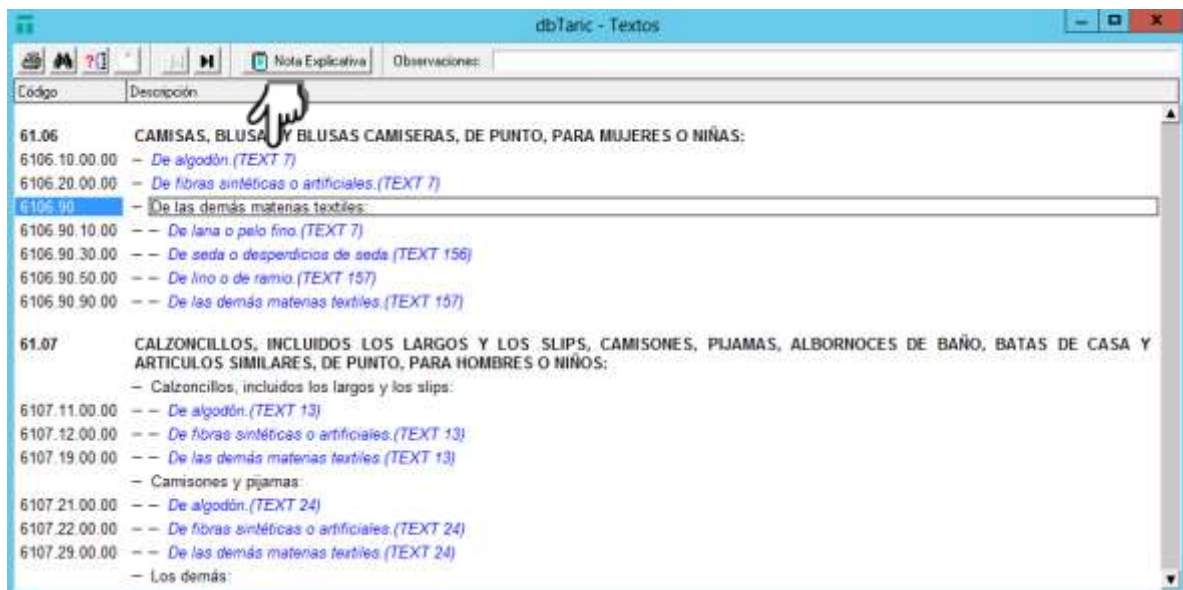 dbTaric - Textos
Nota Explicativa Observaciones:
Código Descripción
61.06 CAMISAS, BLUSAS Y BLUSAS CAMISERAS, DE PUNTO, PARA MUJERES O NIÑAS:
6106.10.00.00 – De algodón.(TEXT 7)
6106.20.00.00 – De fibras sintéticas o artificiales.(TEXT 7)
6106.90 – De las demás materias textiles:
6106.90.10.00 – – De lana o pelo fino.(TEXT 7)
6106.90.30.00 – – De seda o desperdicios de seda.(TEXT 156)
6106.90.50.00 – – De lino o de ramio.(TEXT 157)
6106.90.90.00 – – De las demás materias textiles.(TEXT 157)
61.07 CALZONCILLOS, INCLUIDOS LOS LARGOS Y LOS SLIPS, CAMISONES, PIJAMAS, ALBORNOCES DE BAÑO, BATAS DE CASA Y
ARTICULOS SIMILARES, DE PUNTO, PARA HOMBRES O NIÑOS:
– Calzoncillos, incluidos los largos y los slips:
6107.11.00.00 – – De algodón.(TEXT 13)
6107.12.00.00 – – De fibras sintéticas o artificiales.(TEXT 13)
6107.19.00.00 – – De las demás materias textiles.(TEXT 13)
– Camisones y pijamas:
6107.21.00.00 – – De algodón.(TEXT 24)
6107.22.00.00 – – De fibras sintéticas o artificiales.(TEXT 24)
6107.29.00.00 – – De las demás materias textiles.(TEXT 24)
– Los demás: